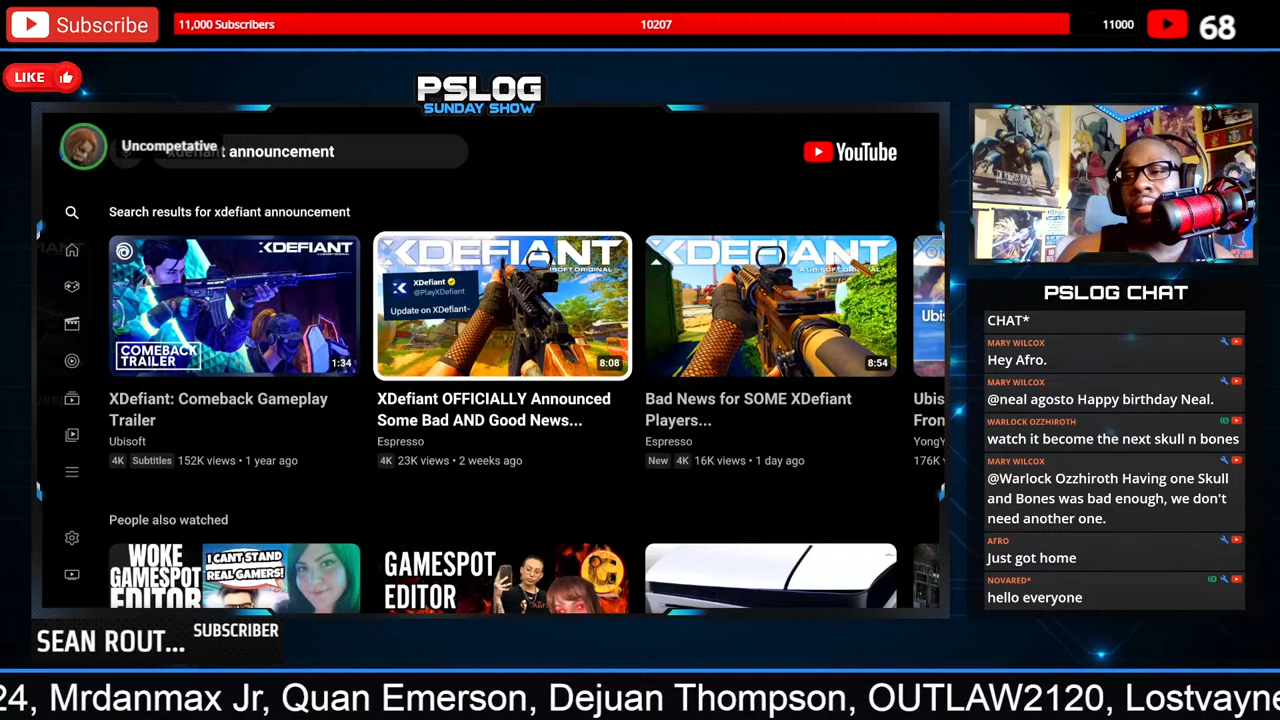 Subscribe
11,000 Subscribers
10207
11000
68
LIKE
PSLOG
SUNDAY SHOW
Uncompetative
announcement
YouTube
Search results for xdefiant announcement
XDEFIANT
COMEBACK
TRAILER
1:34
XDEFIANT
XDefiant
@PlayXDefiant
Update on XDefiant-
8:08
XDEFIANT
A UBISOFT ORIGINAL
8:54
XDefiant: Comeback Gameplay
Trailer
Ubisoft
4K Subtitles 152K views • 1 year ago
XDefiant OFFICIALLY Announced
Some Bad AND Good News...
Espresso
4K 23K views • 2 weeks ago
Bad News for SOME XDefiant
Players...
Espresso
New 4K 16K views • 1 day ago
Ubis
Fron
YongY
176K
People also watched
WOKE
GAMESPOT
EDITOR
I CANT STAND
REAL GAMERS!
GAMESPOT
EDITOR
PSLOG CHAT
CHAT*
MARY WILCOX
Hey Afro.
MARY WILCOX
@neal agosto Happy birthday Neal.
WARLOCK OZZHIROTH
watch it become the next skull n bones
MARY WILCOX
@Warlock Ozzhiroth Having one Skull
and Bones was bad enough, we don't
need another one.
AFRO
Just got home
NOVARED*
hello everyone
SEAN ROUT...
SUBSCRIBER
24, Mrdanmax Jr, Quan Emerson, Dejuan Thompson, OUTLAW2120, Lostvayne